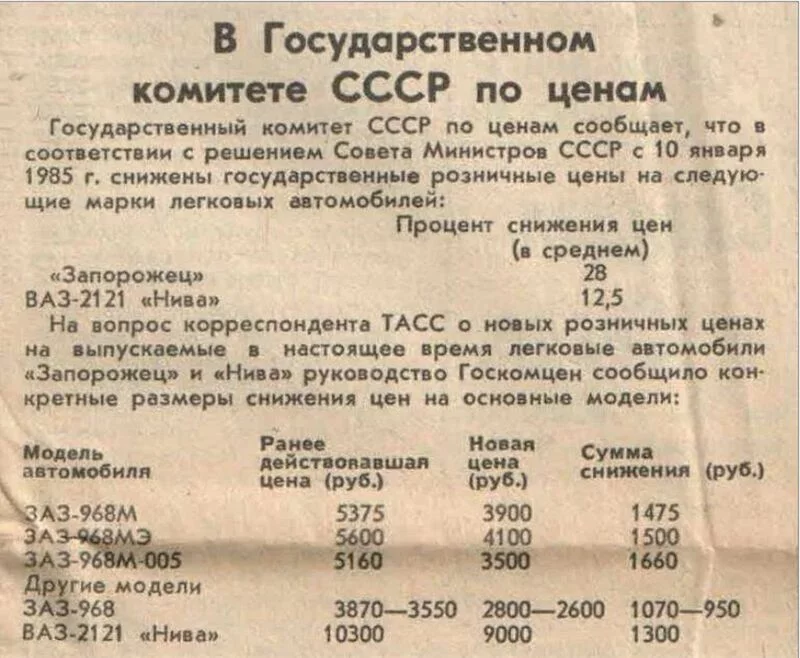 В Государственном
комитете СССР по ценам
Государственный комитет СССР по ценам сообщает, что в
соответствии с решением Совета Министров СССР с 10 января
1985 г. снижены государственные розничные цены на следую-
щие марки легковых автомобилей:
Процент снижения цен
(в среднем)
«Запорожец» 28
ВАЗ-2121 «Нива» 12,5
На вопрос корреспондента ТАСС о новых розничных ценах
на выпускаемые в настоящее время легковые автомобили
«Запорожец» и «Нива» руководство Госкомцен сообщило кон-
кретные размеры снижения цен на основные модели:
Модель автомобиля Ранее действовавшая цена (руб.) Новая цена (руб.) Сумма снижения (руб.)
ЗАЗ-968М 5375 3900 1475
ЗАЗ-968МЭ 5600 4100 1500
ЗАЗ-968М-005 5160 3500 1660
Другие модели
ЗАЗ-968 3870—3550 2800—2600 1070—950
ВАЗ-2121 «Нива» 10300 9000 1300